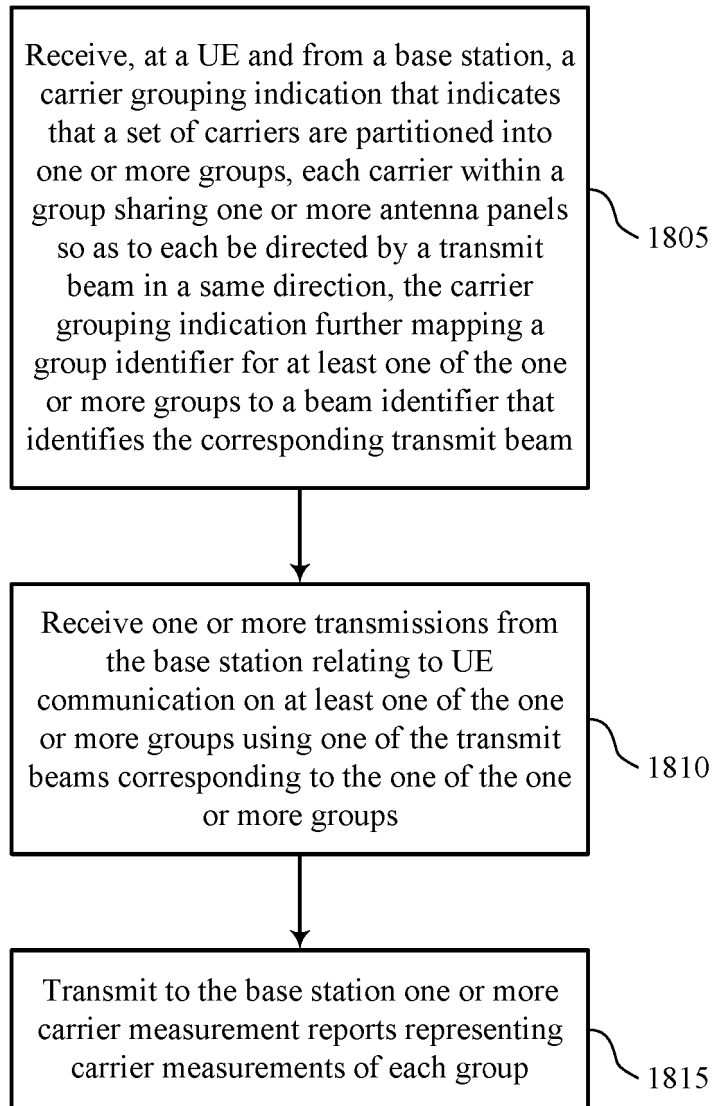 Receive, at a UE and from a base station, a
carrier grouping indication that indicates
that a set of carriers are partitioned into
one or more groups, each carrier within a
group sharing one or more antenna panels
so as to each be directed by a transmit
beam in a same direction, the carrier
grouping indication further mapping a
group identifier for at least one of the one
or more groups to a beam identifier that
identifies the corresponding transmit beam
1805
Receive one or more transmissions from
the base station relating to UE
communication on at least one of the one
or more groups using one of the transmit
beams corresponding to the one of the one
or more groups
1810
Transmit to the base station one or more
carrier measurement reports representing
carrier measurements of each group
1815